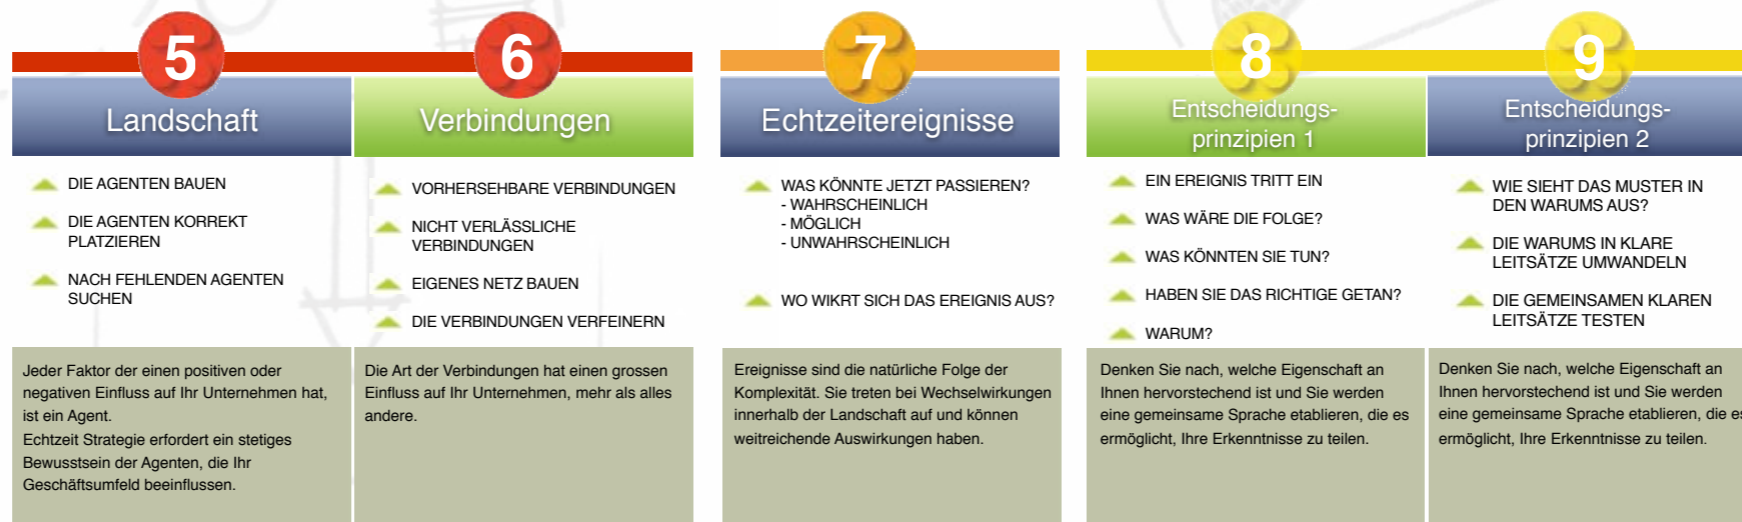 5
Landschaft
DIE AGENTEN BAUEN
DIE AGENTEN KORREKT
PLATZIEREN
NACH FEHLENDEN AGENTEN
SUCHEN
Jeder Faktor der einen positiven oder
negativen Einfluss auf Ihr Unternehmen hat,
ist ein Agent.
Echtzeit Strategie erfordert ein stetiges
Bewusstsein der Agenten, die Ihr
Geschäftsumfeld beeinflussen.
6
Verbindungen
VORHERSEHBARE VERBINDUNGEN
NICHT VERLÄSSLICHE
VERBINDUNGEN
EIGENES NETZ BAUEN
DIE VERBINDUNGEN VERFEINERN
Die Art der Verbindungen hat einen grossen
Einfluss auf Ihr Unternehmen, mehr als alles
andere.
7
Echtzeitereignisse
WAS KÖNNTE JETZT PASSIEREN?
- WAHRSCHEINLICH
- MÖGLICH
- UNWAHRSCHEINLICH
WO WIKRT SICH DAS EREIGNIS AUS?
Ereignisse sind die natürliche Folge der
Komplexität. Sie treten bei Wechselwirkungen
innerhalb der Landschaft auf und können
weitreichende Auswirkungen haben.
8
Entscheidungs-
prinzipien 1
EIN EREIGNIS TRITT EIN
WAS WÄRE DIE FOLGE?
WAS KÖNNTEN SIE TUN?
HABEN SIE DAS RICHTIGE GETAN?
WARUM?
Denken Sie nach, welche Eigenschaft an
Ihnen hervorstechend ist und Sie werden
eine gemeinsame Sprache etablieren, die es
ermöglicht, Ihre Erkenntnisse zu teilen.
9
Entscheidungs-
prinzipien 2
WIE SIEHT DAS MUSTER IN
DEN WARUMS AUS?
DIE WARUMS IN KLARE
LEITSÄTZE UMWANDELN
DIE GEMEINSAMEN KLAREN
LEITSÄTZE TESTEN
Denken Sie nach, welche Eigenschaft an
Ihnen hervorstechend ist und Sie werden
eine gemeinsame Sprache etablieren, die es
ermöglicht, Ihre Erkenntnisse zu teilen.